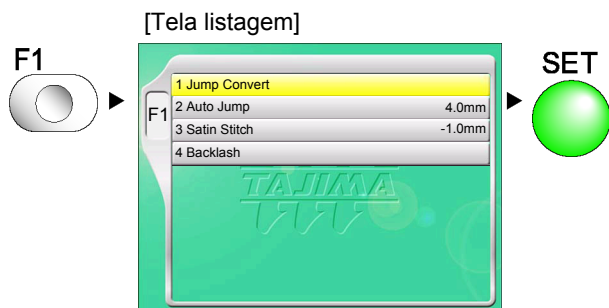 [Tela listagem]
F1
SET
F1
1 Jump Convert
2 Auto Jump 4.0mm
3 Satin Stitch -1.0mm
4 Backlash
TAJIMA